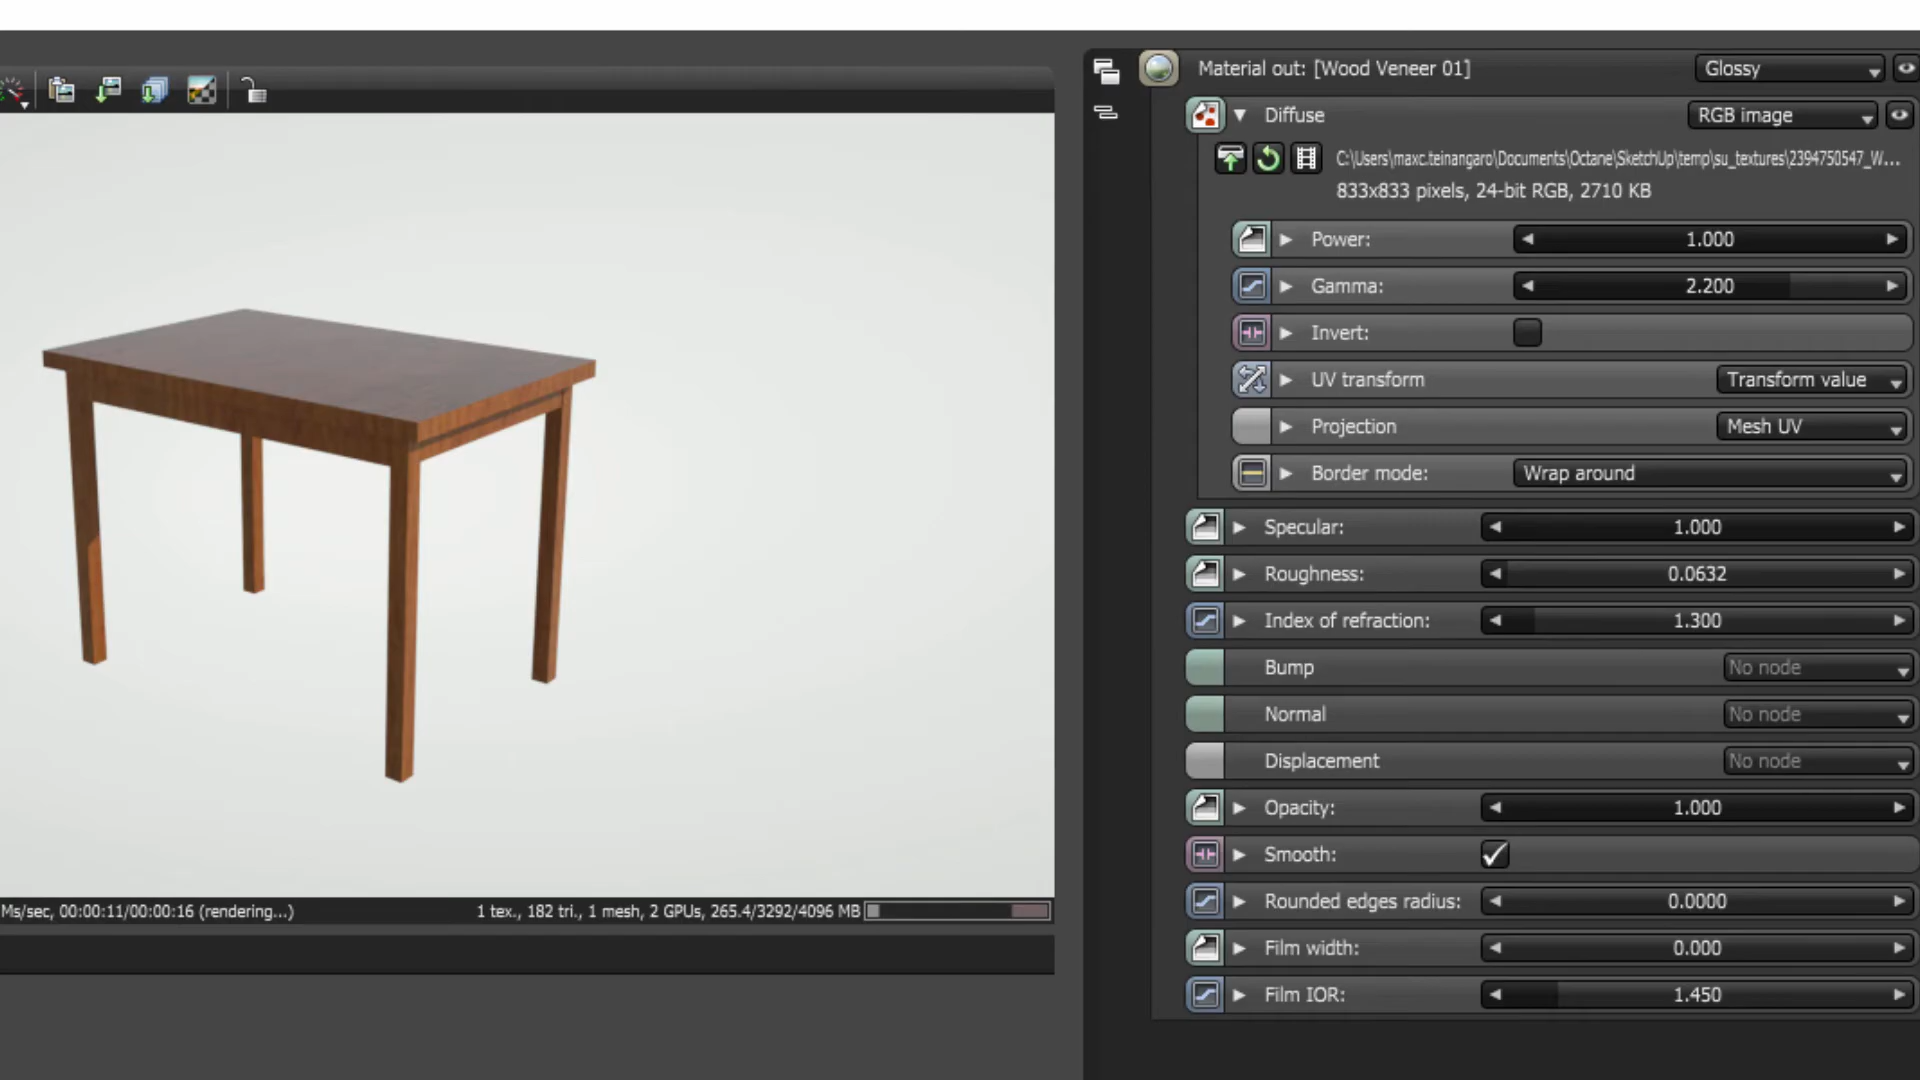 Material out: [Wood Veneer 01]
Glossy
Diffuse
RGB image
C:\Users\maxc.teinangaro\Documents\Octane\SketchUp\temp\su_textures\2394750547_W...
833x833 pixels, 24-bit RGB, 2710 KB
Power:
1.000
Gamma:
2.200
Invert:
UV transform
Transform value
Projection
Mesh UV
Border mode:
Wrap around
Specular:
1.000
Roughness:
0.0632
Index of refraction:
1.300
Bump
No node
Normal
No node
Displacement
No node
Opacity:
1.000
Smooth:
Rounded edges radius:
0.0000
Film width:
0.000
Film IOR:
1.450
Ms/sec, 00:00:11/00:00:16 (rendering...)
1 tex., 182 tri., 1 mesh, 2 GPUs, 265.4/3292/4096 MB